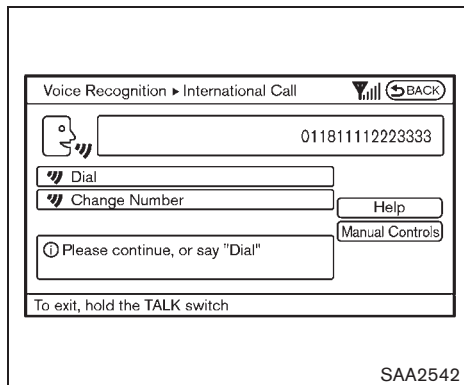 Voice Recognition ▸ International Call
BACK
011811112223333
Dial
Change Number
Help
Manual Controls
Please continue, or say "Dial"
To exit, hold the TALK switch
SAA2542